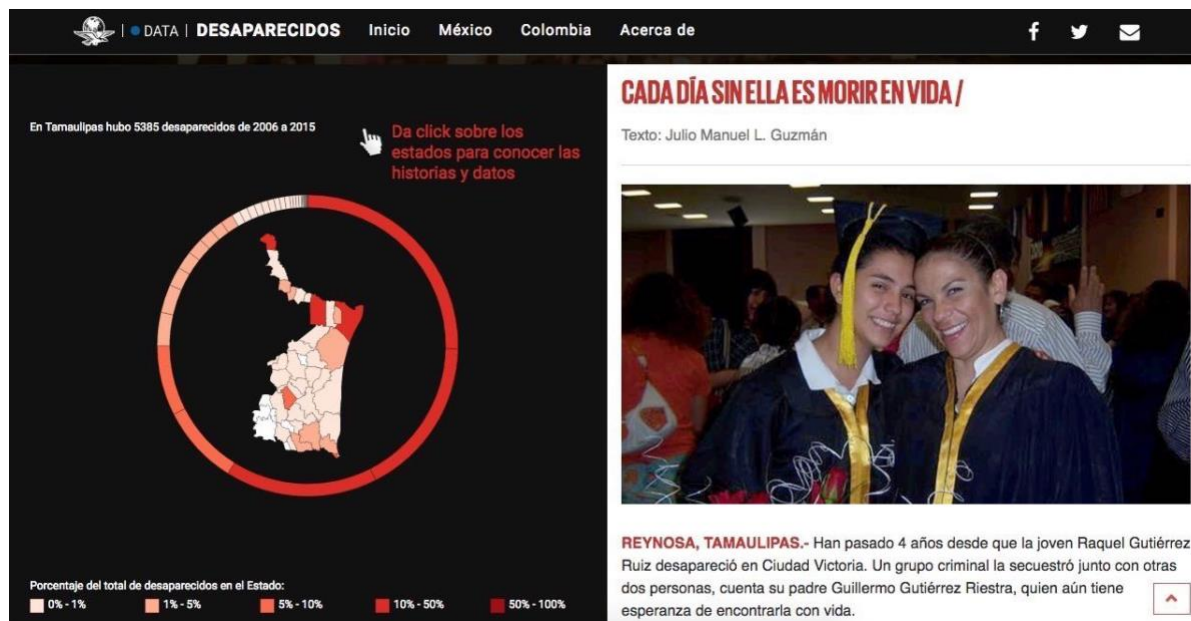 | DATA | DESAPARECIDOS Inicio México Colombia Acerca de
En Tamaulipas hubo 5385 desaparecidos de 2006 a 2015
Da click sobre los
estados para conocer las
historias y datos
Porcentaje del total de desaparecidos en el Estado:
0% - 1% 1% - 5% 5% - 10% 10% - 50% 50% - 100%
CADA DÍA SIN ELLA ES MORIR EN VIDA /
Texto: Julio Manuel L. Guzmán
REYNOSA, TAMAULIPAS.- Han pasado 4 años desde que la joven Raquel Gutiérrez
Ruiz desapareció en Ciudad Victoria. Un grupo criminal la secuestró junto con otras
dos personas, cuenta su padre Guillermo Gutiérrez Riestra, quien aún tiene
esperanza de encontrarla con vida.